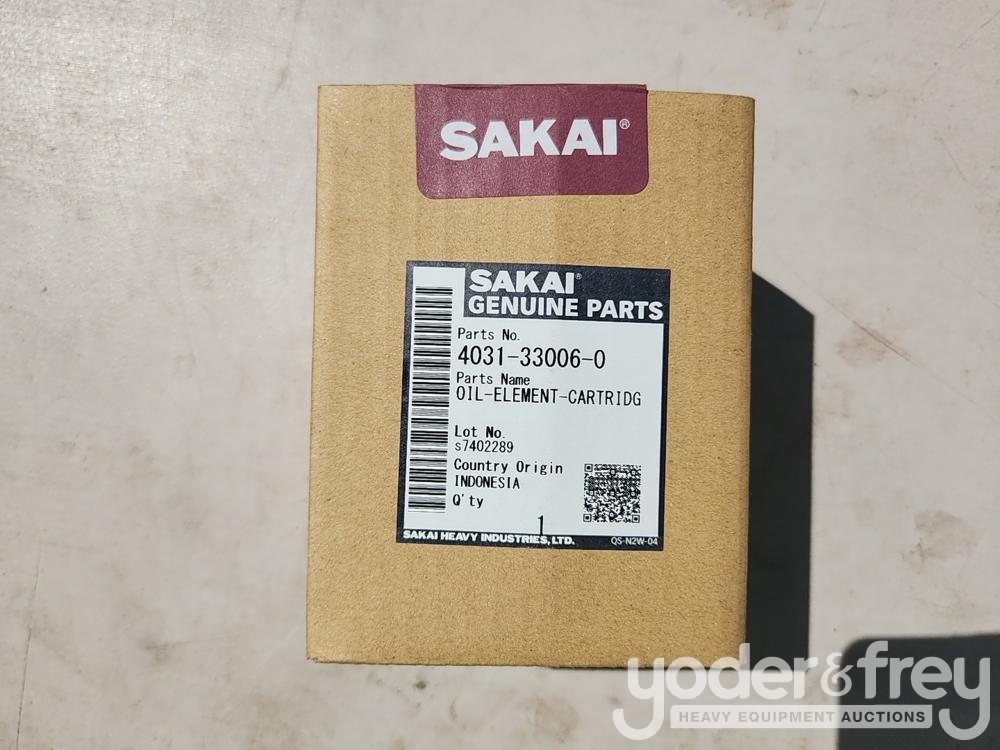 SAKAI®
SAKAI®
GENUINE PARTS
Parts No.
4031-33006-0
Parts Name
OIL-ELEMENT-CARTRIDG
Lot No.
s7402289
Country Origin
INDONESIA
Q'ty
1
SAKAI HEAVY INDUSTRIES, LTD.
QS-N2W-04
yoder&frey
HEAVY EQUIPMENT AUCTIONS